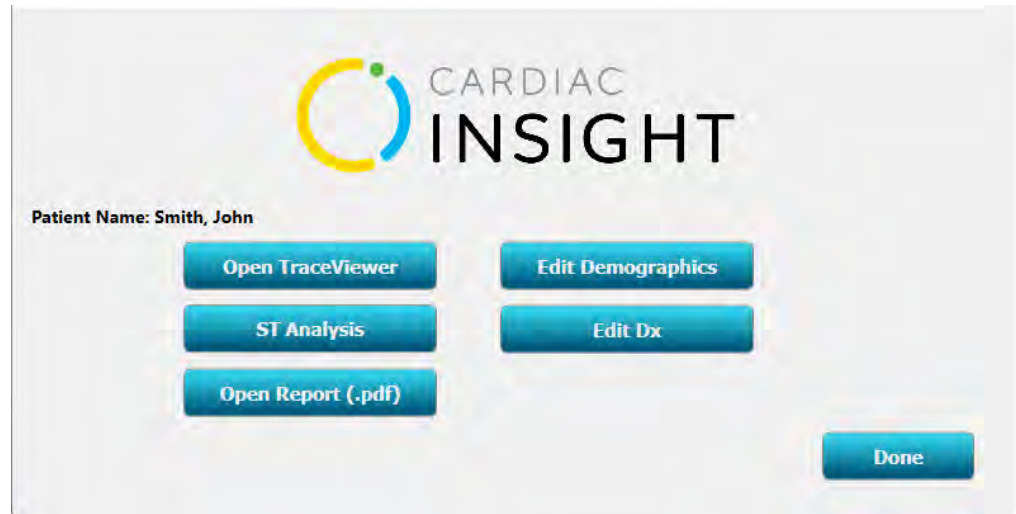 CARDIAC
INSIGHT
Patient Name: Smith, John
Open TraceViewer
Edit Demographics
ST Analysis
Edit Dx
Open Report (.pdf)
Done